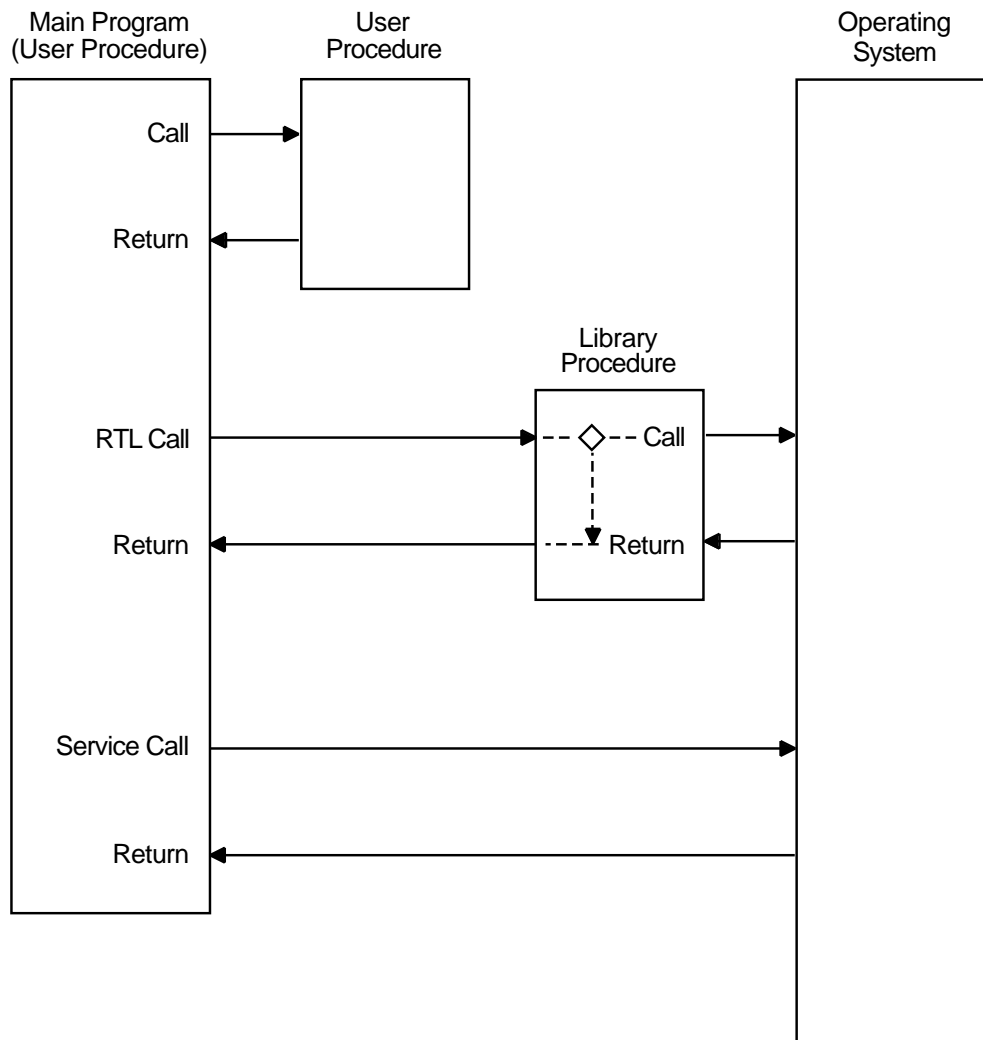 Main Program
(User Procedure)
User
Procedure
Operating
System
Call
Return
Library
Procedure
RTL Call
Call
Return
Return
Service Call
Return